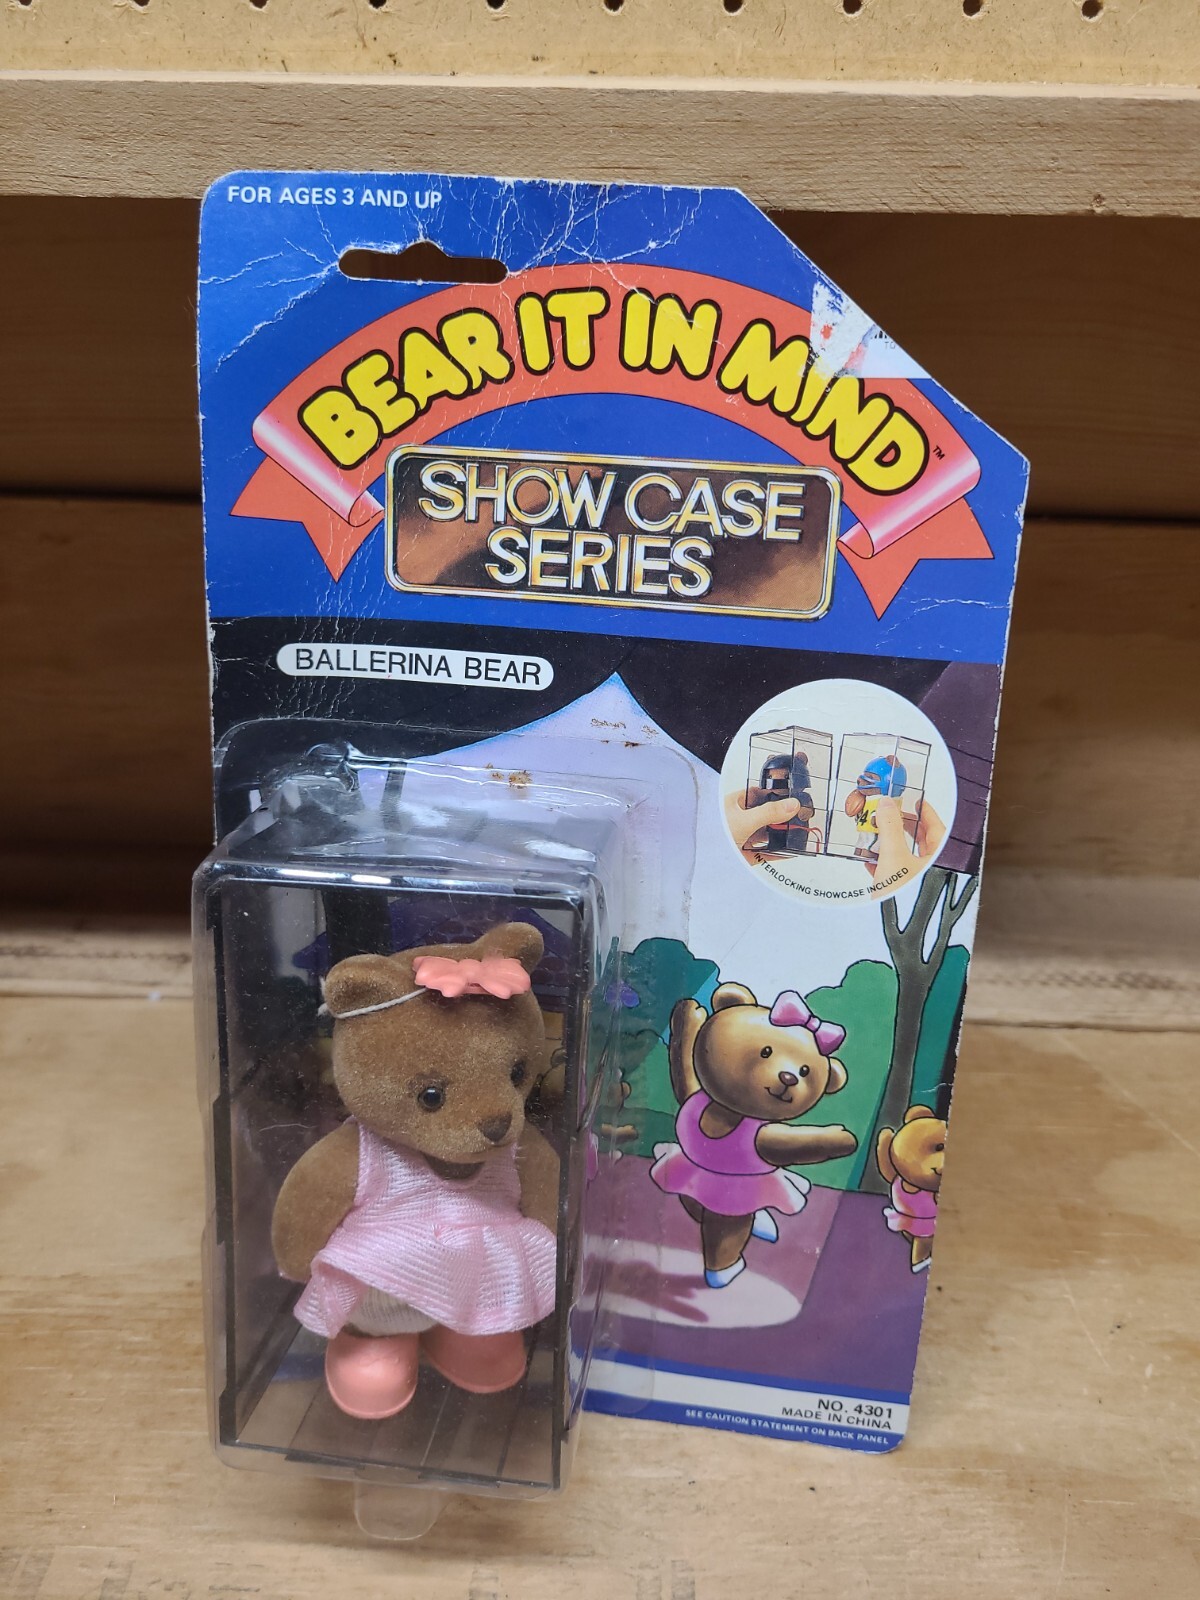 FOR AGES 3 AND UP
BEAR IT IN MIND™
SHOW CASE
SERIES
BALLERINA BEAR
INTERLOCKING SHOWCASE INCLUDED
NO. 4301
MADE IN CHINA
SEE CAUTION STATEMENT ON BACK PANEL